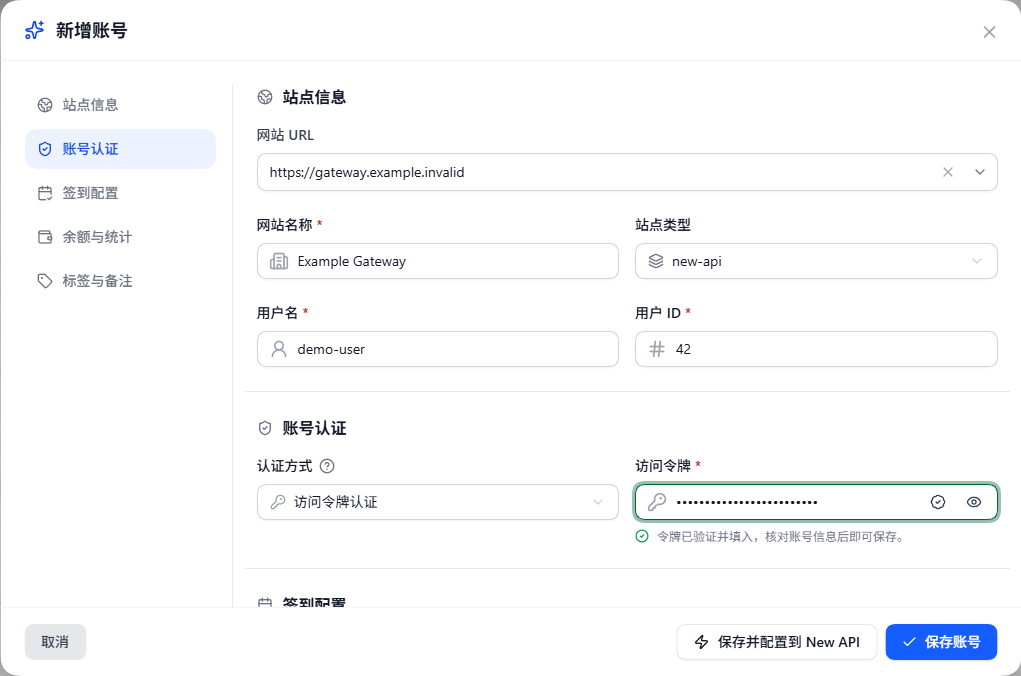 新增账号
站点信息
账号认证
签到配置
余额与统计
标签与备注
站点信息
网站 URL
https://gateway.example.invalid
网站名称 *
站点类型
Example Gateway
new-api
用户名 *
用户 ID *
demo-user
42
账号认证
认证方式
访问令牌 *
访问令牌认证
•••••••••••••••••••••••••
令牌已验证并填入，核对账号信息后即可保存。
签到配置
取消
保存并配置到 New API
保存账号